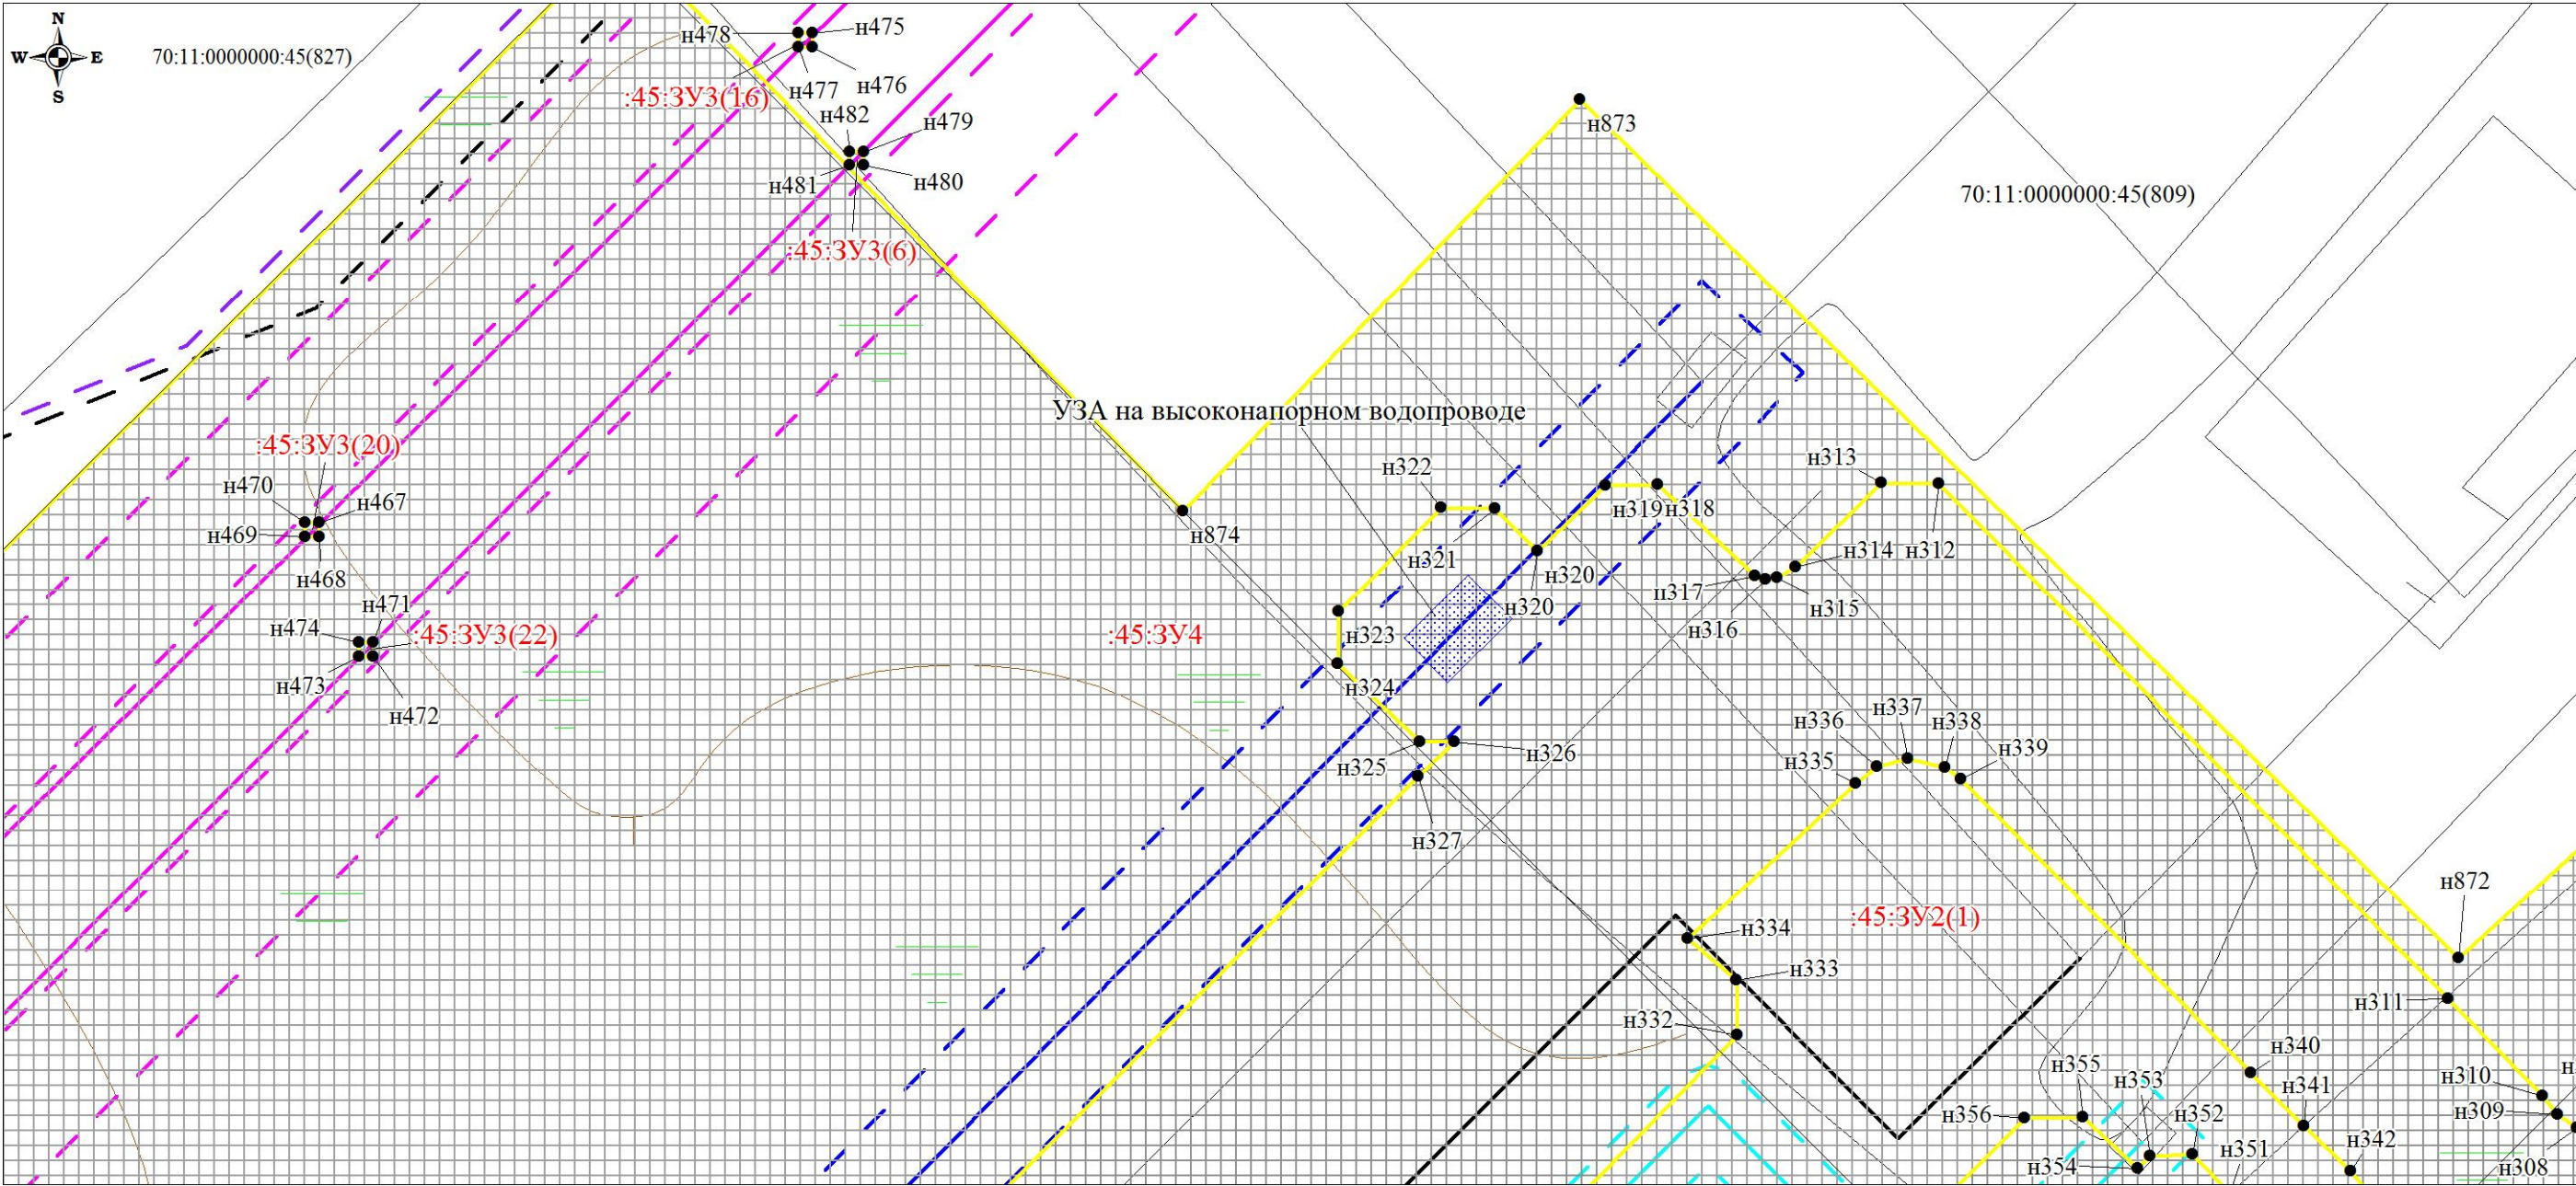 N
W E
S
70:11:0000000:45(827)
н478
н475
н477
н476
:45:ЗУ3(16)
н482
н479
н481
н480
:45:ЗУ3(6)
н873
70:11:0000000:45(809)
УЗА на высоконапорном водопроводе
:45:ЗУ3(20)
н470
н467
н469
н468
н471
н474
:45:ЗУ3(22)
н473
н472
н874
:45:ЗУ4
н322
н321
н320
н320
н319
н318
н313
н314
н312
н317
н315
н316
н323
н324
н325
н326
н327
н336
н337
н338
н339
н335
н334
:45:ЗУ2(1)
н333
н332
н872
н311
н340
н341
н342
н310
н309
н308
н355
н353
н356
н352
н354
н351